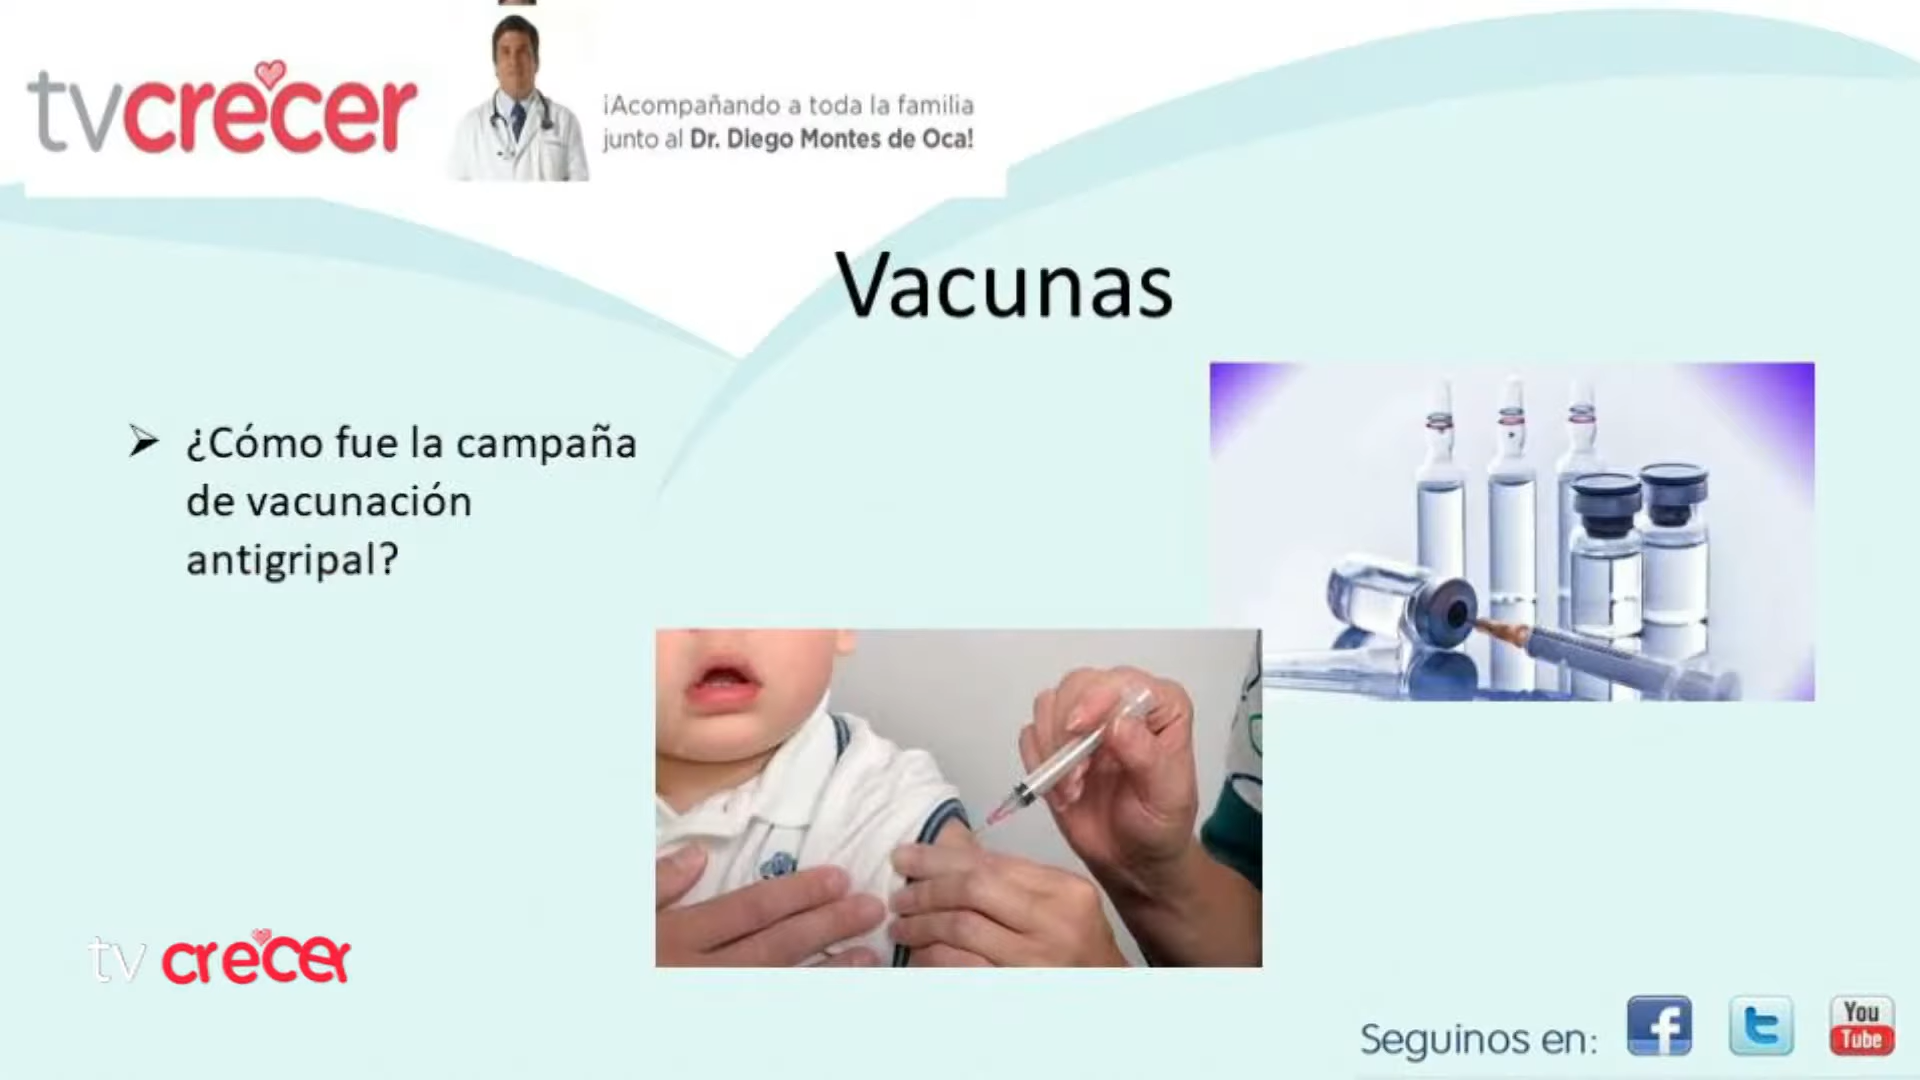 tvcrecer
¡Acompañando a toda la familia
junto al Dr. Diego Montes de Oca!
Vacunas
¿Cómo fue la campaña
de vacunación
antigripal?
tv crecer
Seguinos en:
You
Tube